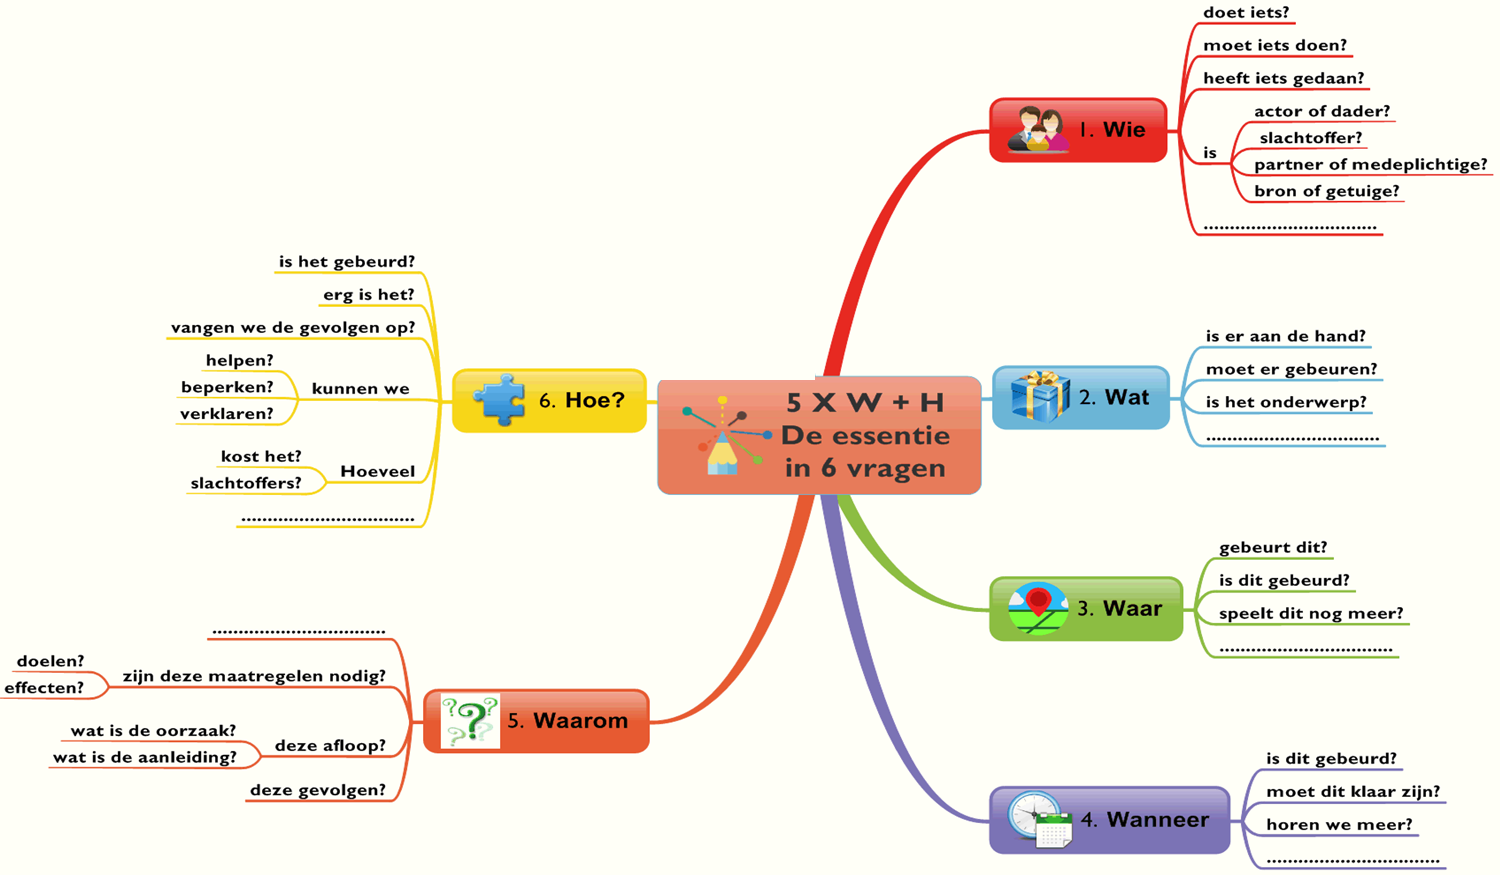 5 X W + H
De essentie
in 6 vragen
1. Wie
doet iets?
moet iets doen?
heeft iets gedaan?
is
actor of dader?
slachtoffer?
partner of medeplichtige?
bron of getuige?
.................................
2. Wat
is er aan de hand?
moet er gebeuren?
is het onderwerp?
.................................
3. Waar
gebeurt dit?
is dit gebeurd?
speelt dit nog meer?
.................................
4. Wanneer
is dit gebeurd?
moet dit klaar zijn?
horen we meer?
.................................
5. Waarom
.................................
zijn deze maatregelen nodig?
doelen?
effecten?
deze afloop?
wat is de oorzaak?
wat is de aanleiding?
deze gevolgen?
6. Hoe?
is het gebeurd?
erg is het?
vangen we de gevolgen op?
kunnen we
helpen?
beperken?
verklaren?
Hoeveel
kost het?
slachtoffers?
.................................